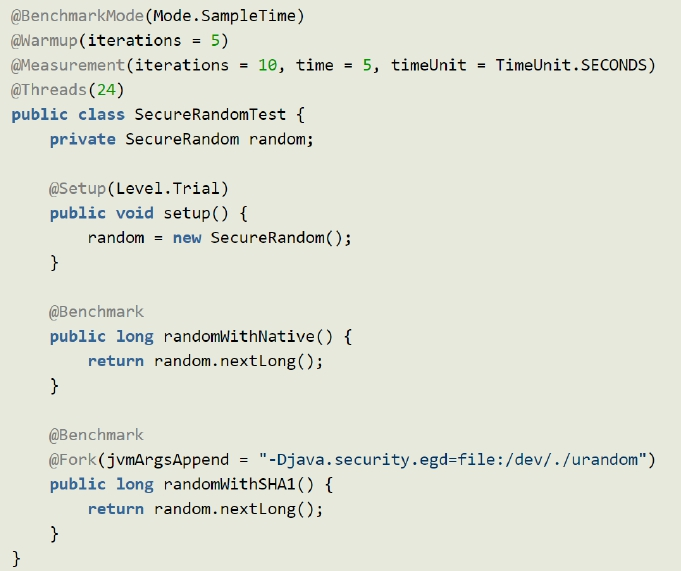 @BenchmarkMode(Mode.SampleTime)
@Warmup(iterations = 5)
@Measurement(iterations = 10, time = 5, timeUnit = TimeUnit.SECONDS)
@Threads(24)
public class SecureRandomTest {
    private SecureRandom random;

    @Setup(Level.Trial)
    public void setup() {
        random = new SecureRandom();
    }

    @Benchmark
    public long randomWithNative() {
        return random.nextLong();
    }

    @Benchmark
    @Fork(jvmArgsAppend = "-Djava.security.egd=file:/dev/./urandom")
    public long randomWithSHA1() {
        return random.nextLong();
    }
}